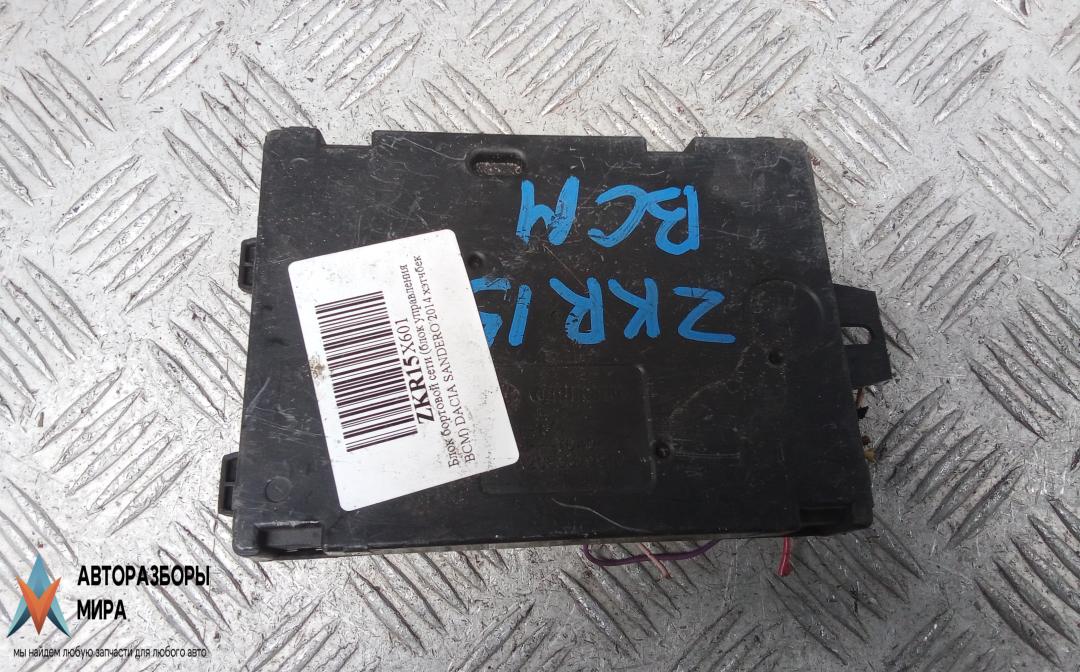 BCM
ZKR15
ZKR15X601
Блок бортовой сети (блок управления
BCM) DACIA SANDERO 2014 хэтчбек
АВТОРАЗБОРЫ
МИРА
мы найдем любую запчасти для любого авто